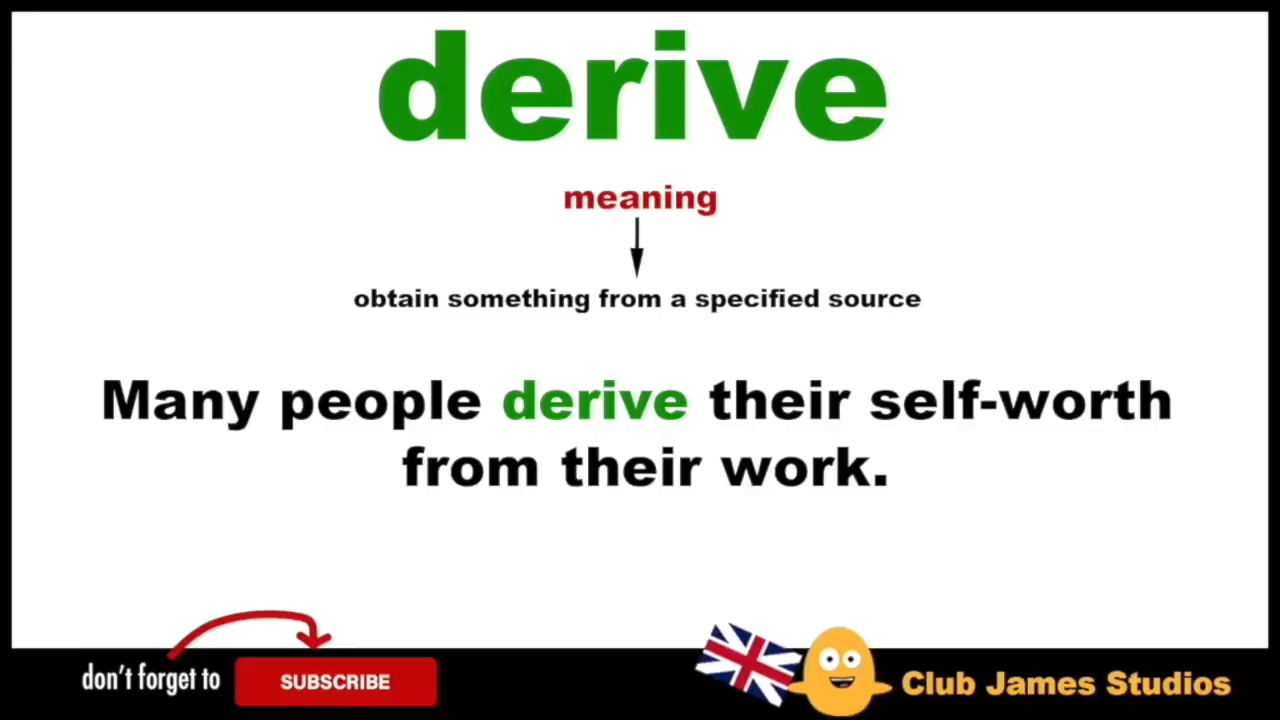 derive
meaning
obtain something from a specified source
Many people derive their self-worth
from their work.
don't forget to
SUBSCRIBE
Club James Studios